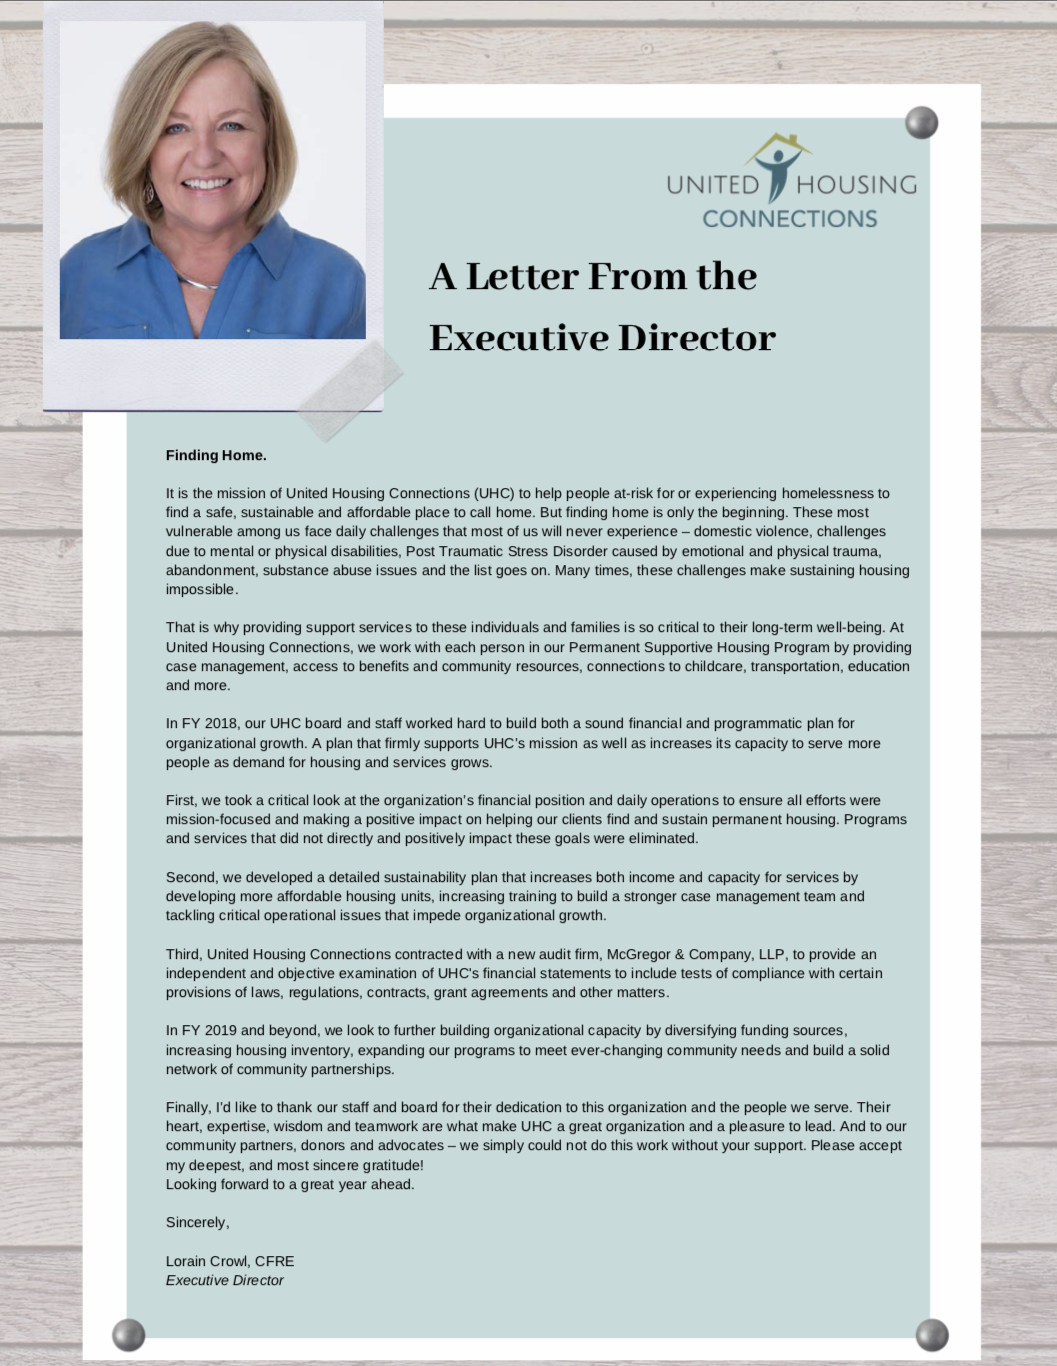 UNITED HOUSING
CONNECTIONS
A Letter From the
Executive Director
Finding Home.
It is the mission of United Housing Connections (UHC) to help people at-risk for or experiencing homelessness to
find a safe, sustainable and affordable place to call home. But finding home is only the beginning. These most
vulnerable among us face daily challenges that most of us will never experience – domestic violence, challenges
due to mental or physical disabilities, Post Traumatic Stress Disorder caused by emotional and physical trauma,
abandonment, substance abuse issues and the list goes on. Many times, these challenges make sustaining housing
impossible.
That is why providing support services to these individuals and families is so critical to their long-term well-being. At
United Housing Connections, we work with each person in our Permanent Supportive Housing Program by providing
case management, access to benefits and community resources, connections to childcare, transportation, education
and more.
In FY 2018, our UHC board and staff worked hard to build both a sound financial and programmatic plan for
organizational growth. A plan that firmly supports UHC's mission as well as increases its capacity to serve more
people as demand for housing and services grows.
First, we took a critical look at the organization's financial position and daily operations to ensure all efforts were
mission-focused and making a positive impact on helping our clients find and sustain permanent housing. Programs
and services that did not directly and positively impact these goals were eliminated.
Second, we developed a detailed sustainability plan that increases both income and capacity for services by
developing more affordable housing units, increasing training to build a stronger case management team and
tackling critical operational issues that impede organizational growth.
Third, United Housing Connections contracted with a new audit firm, McGregor & Company, LLP, to provide an
independent and objective examination of UHC's financial statements to include tests of compliance with certain
provisions of laws, regulations, contracts, grant agreements and other matters.
In FY 2019 and beyond, we look to further building organizational capacity by diversifying funding sources,
increasing housing inventory, expanding our programs to meet ever-changing community needs and build a solid
network of community partnerships.
Finally, I'd like to thank our staff and board for their dedication to this organization and the people we serve. Their
heart, expertise, wisdom and teamwork are what make UHC a great organization and a pleasure to lead. And to our
community partners, donors and advocates – we simply could not do this work without your support. Please accept
my deepest, and most sincere gratitude!
Looking forward to a great year ahead.
Sincerely,
Lorain Crowl, CFRE
Executive Director